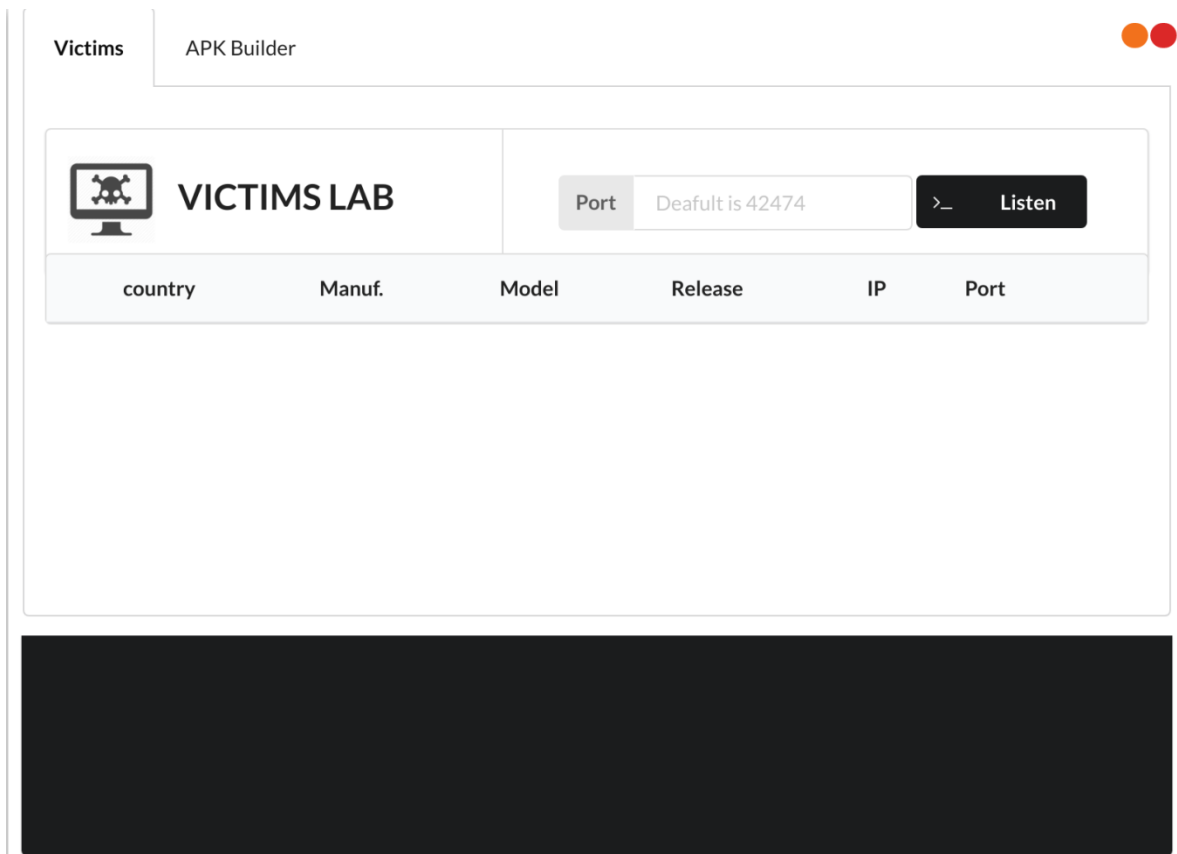 Victims APK Builder
VICTIMS LAB
Port Deafult is 42474 >_ Listen
country Manuf. Model Release IP Port